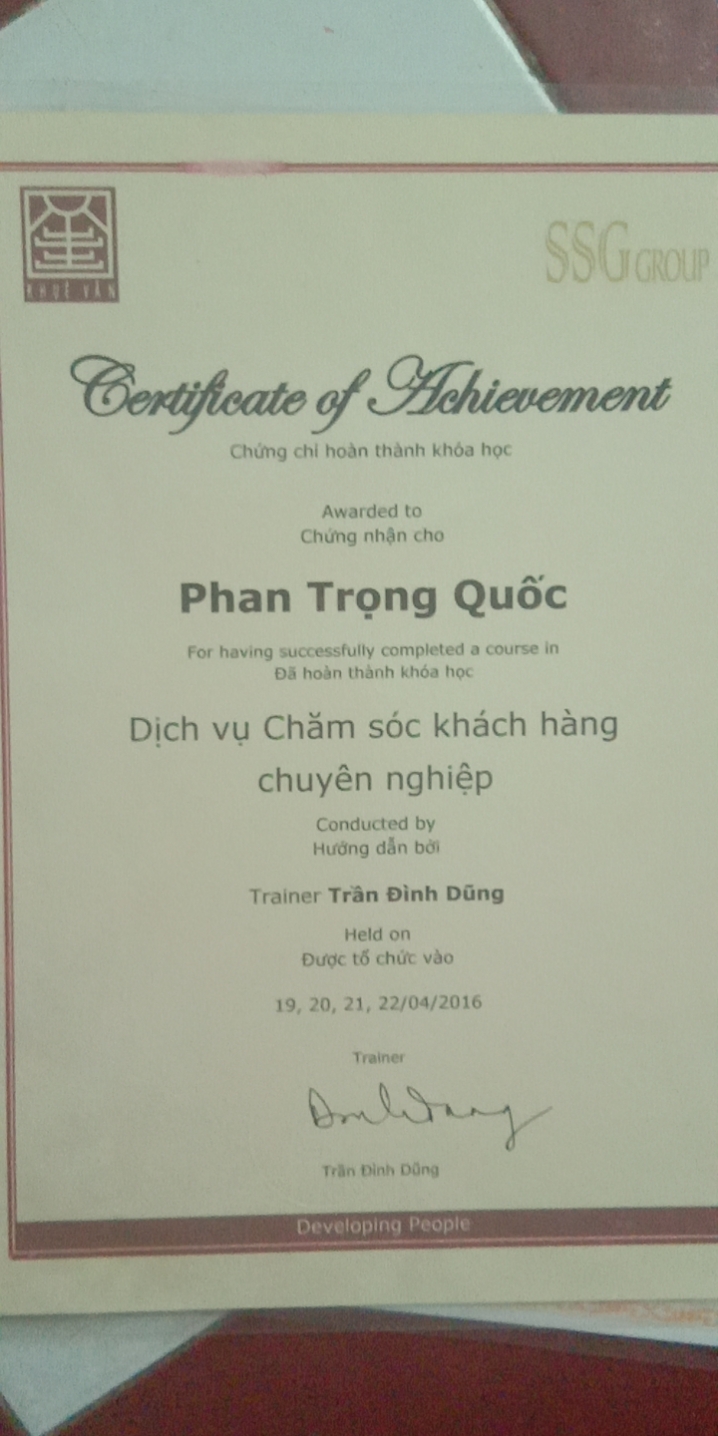 KHUÊ VĂN
SSG GROUP
Certificate of Achievement
Chứng chỉ hoàn thành khóa học
Awarded to
Chứng nhận cho
Phan Trọng Quốc
For having successfully completed a course in
Đã hoàn thành khóa học
Dịch vụ Chăm sóc khách hàng
chuyên nghiệp
Conducted by
Hướng dẫn bởi
Trainer Trần Đình Dũng
Held on
Được tổ chức vào
19, 20, 21, 22/04/2016
Trainer
Trần Đình Dũng
Developing People